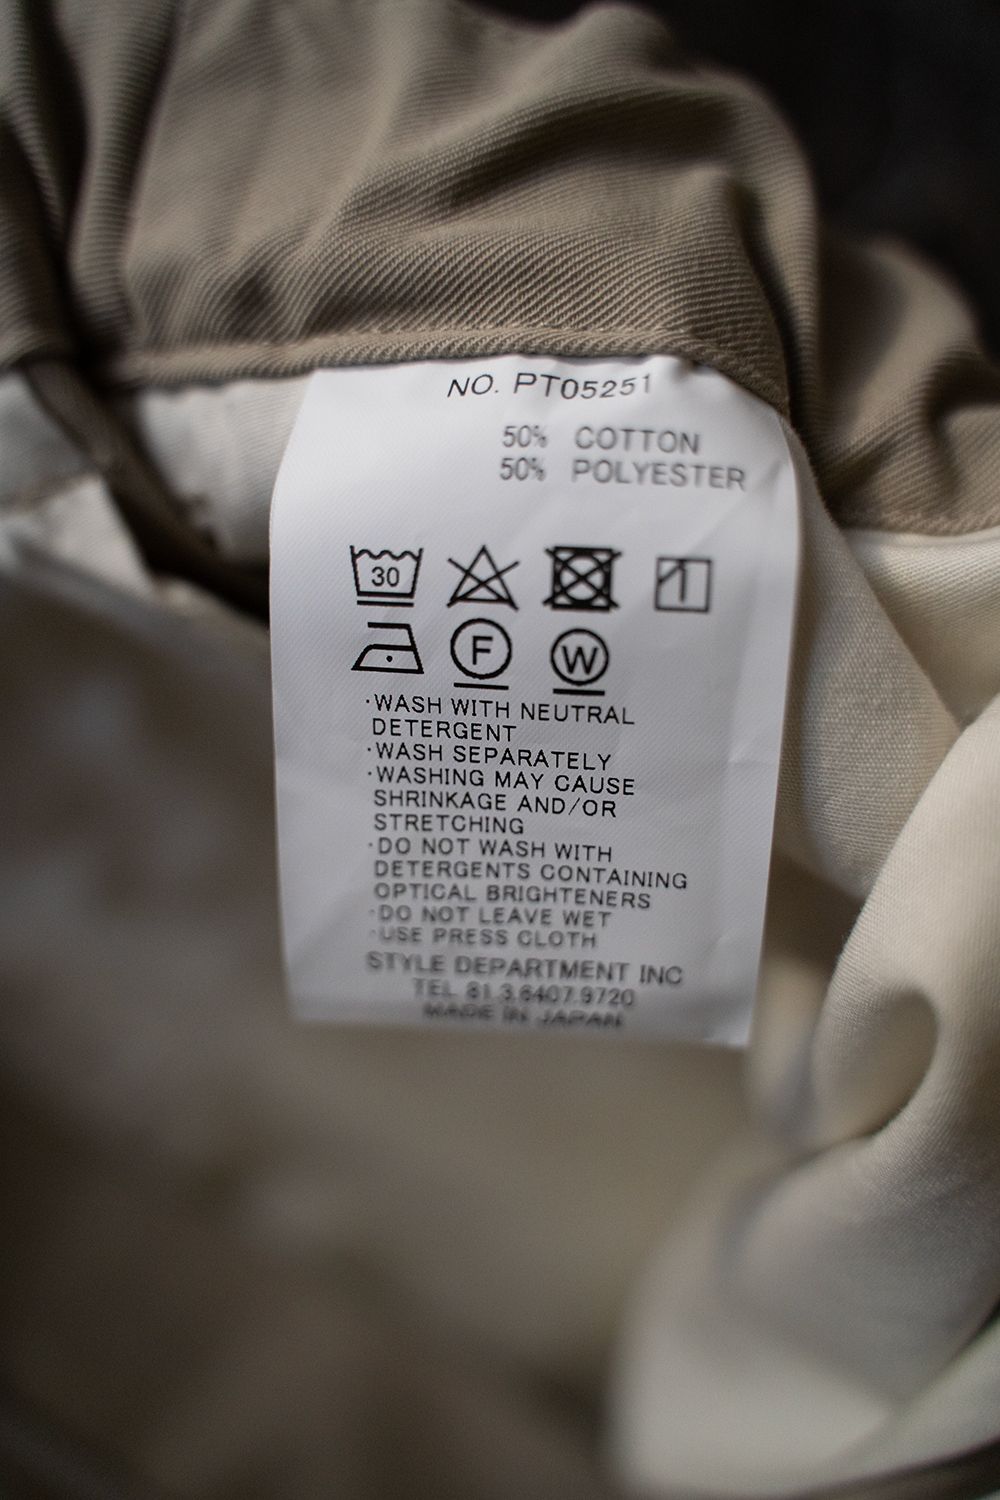 NO. PT05251
50% COTTON
50% POLYESTER
30
F W
·WASH WITH NEUTRAL
DETERGENT
·WASH SEPARATELY
·WASHING MAY CAUSE
SHRINKAGE AND/OR
STRETCHING
·DO NOT WASH WITH
DETERGENTS CONTAINING
OPTICAL BRIGHTENERS
·DO NOT LEAVE WET
·USE PRESS CLOTH
STYLE DEPARTMENT INC
TEL 81.3.6407.9720
MADE IN JAPAN